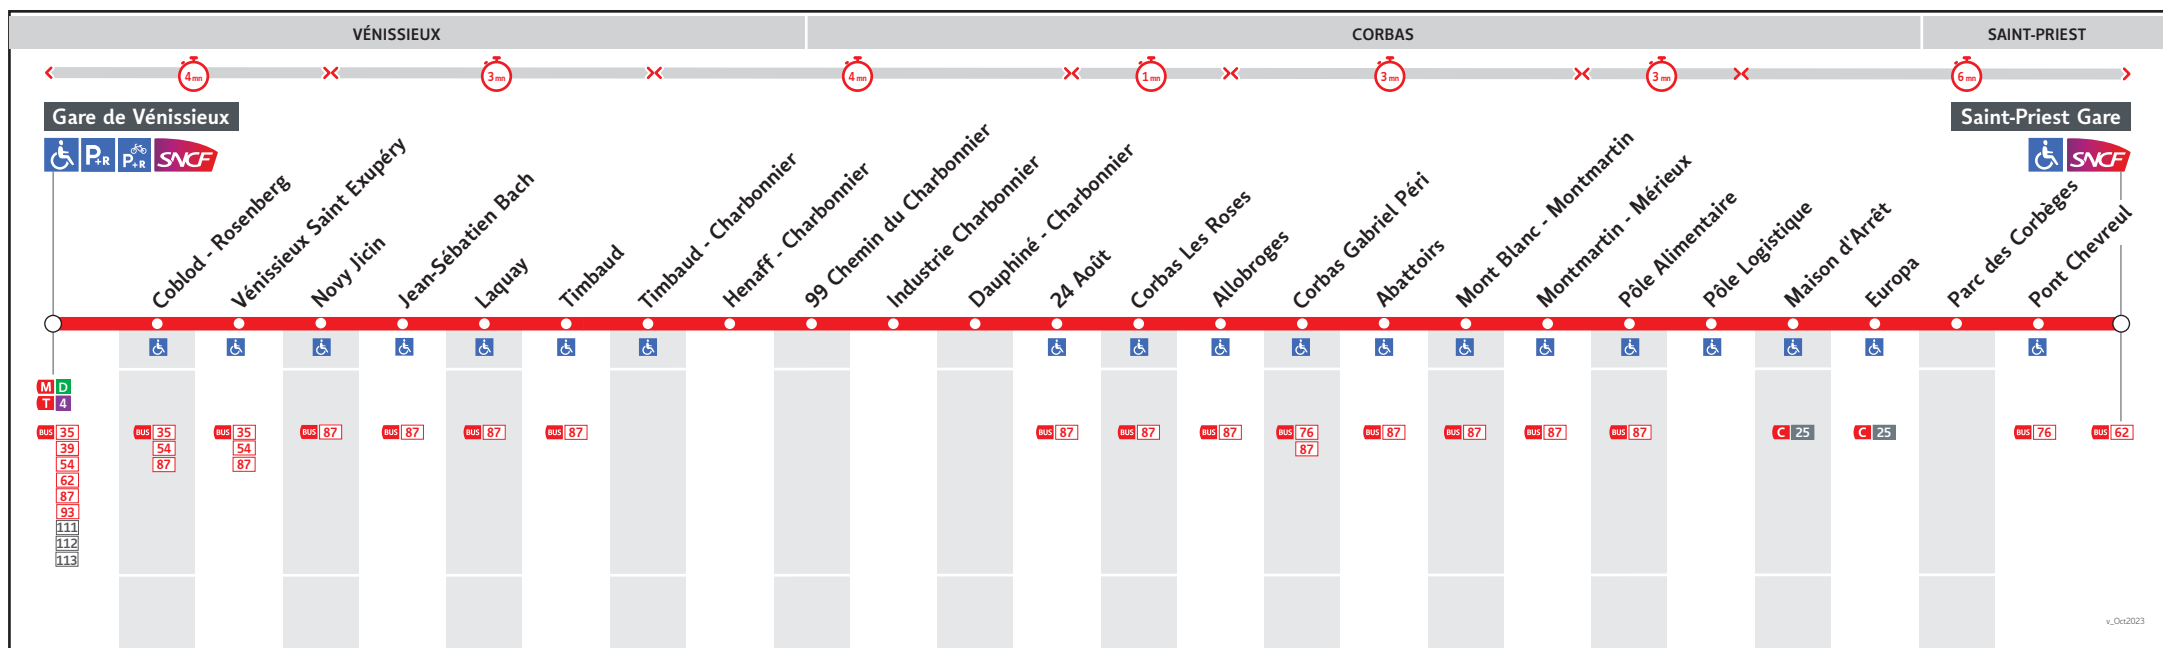 VÉNISSIEUX
CORBAS
SAINT-PRIEST
4 mn
3 mn
4 mn
1 mn
3 mn
3 mn
6 mn
Gare de Vénissieux
P+R
P+R
SNCF
Saint-Priest Gare
SNCF
Coblod - Rosenberg
Vénissieux Saint Exupéry
Novy Jicin
Jean-Sébatien Bach
Laquay
Timbaud
Timbaud - Charbonnier
Henaff - Charbonnier
99 Chemin du Charbonnier
Industrie Charbonnier
Dauphiné - Charbonnier
24 Août
Corbas Les Roses
Allobroges
Corbas Gabriel Péri
Abattoirs
Mont Blanc - Montmartin
Montmartin - Mérieux
Pôle Alimentaire
Pôle Logistique
Maison d'Arrêt
Europa
Parc des Corbèges
Pont Chevreul
M D
T 4
BUS 35
39
54
62
87
93
111
112
113
BUS 35
54
87
BUS 35
54
87
BUS 87
BUS 87
BUS 87
BUS 87
BUS 87
BUS 87
BUS 87
BUS 76
87
BUS 87
BUS 87
BUS 87
BUS 87
C 25
C 25
BUS 76
BUS 62
v_Oct2023